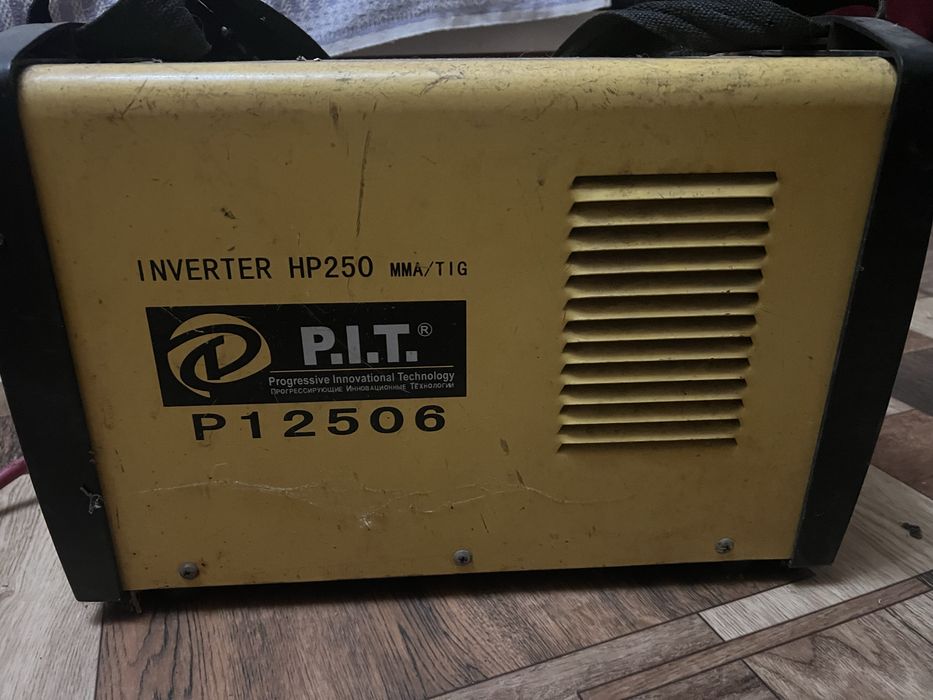 INVERTER HP250 MMA/TIG
P.I.T.®
Progressive Innovational Technology
Прогрессирующие Инновационные Технологии
P12506